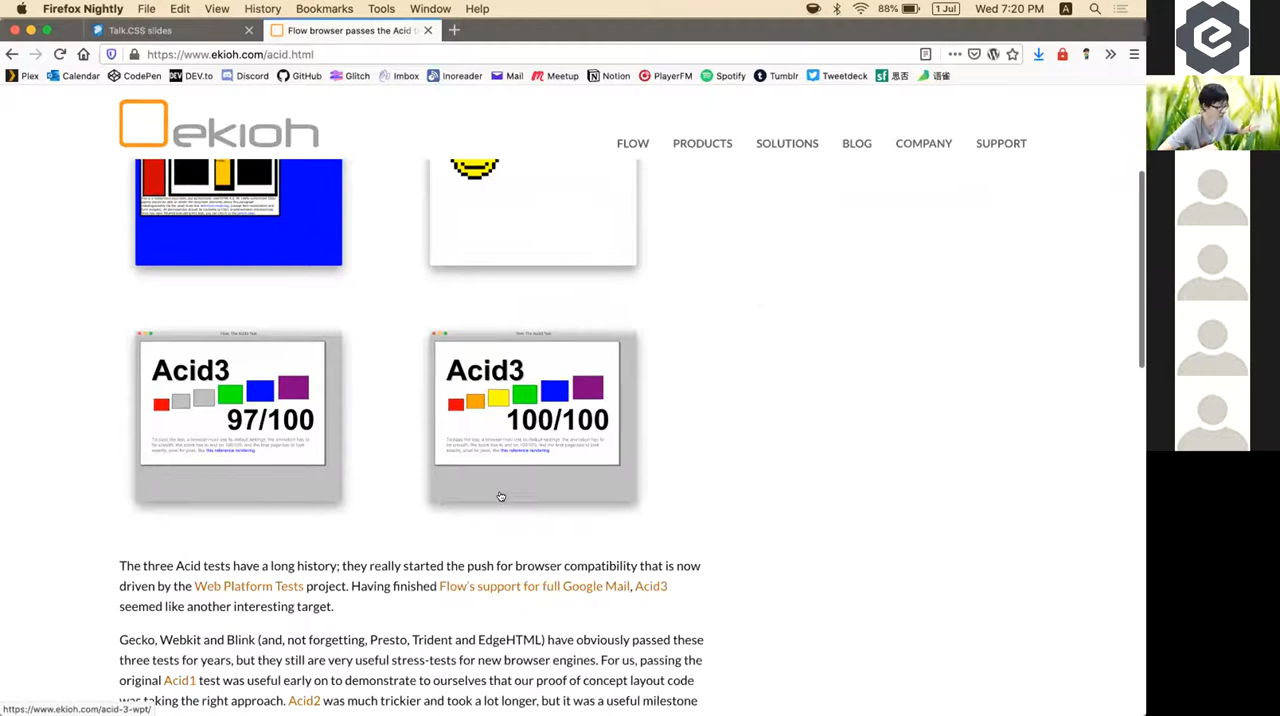 Firefox Nightly File Edit View History Bookmarks Tools Window Help 88% 1 Jul Wed 7:20 PM A
Talk.CSS slides
Flow browser passes the Acid t
https://www.ekioh.com/acid.html
Plex Calendar CodePen DEV.to Discord GitHub Glitch Imbox Inoreader Mail Meetup Notion PlayerFM Spotify Tumblr Tweetdeck 思否 语雀
ekioh
FLOW PRODUCTS SOLUTIONS BLOG COMPANY SUPPORT
Acid3
97/100
Acid3
100/100
The three Acid tests have a long history; they really started the push for browser compatibility that is now
driven by the Web Platform Tests project. Having finished Flow's support for full Google Mail, Acid3
seemed like another interesting target.
Gecko, Webkit and Blink (and, not forgetting, Presto, Trident and EdgeHTML) have obviously passed these
three tests for years, but they still are very useful stress-tests for new browser engines. For us, passing the
original Acid1 test was useful early on to demonstrate to ourselves that our proof of concept layout code
was taking the right approach. Acid2 was much trickier and took a lot longer, but it was a useful milestone
https://www.ekioh.com/acid-3-wpt/